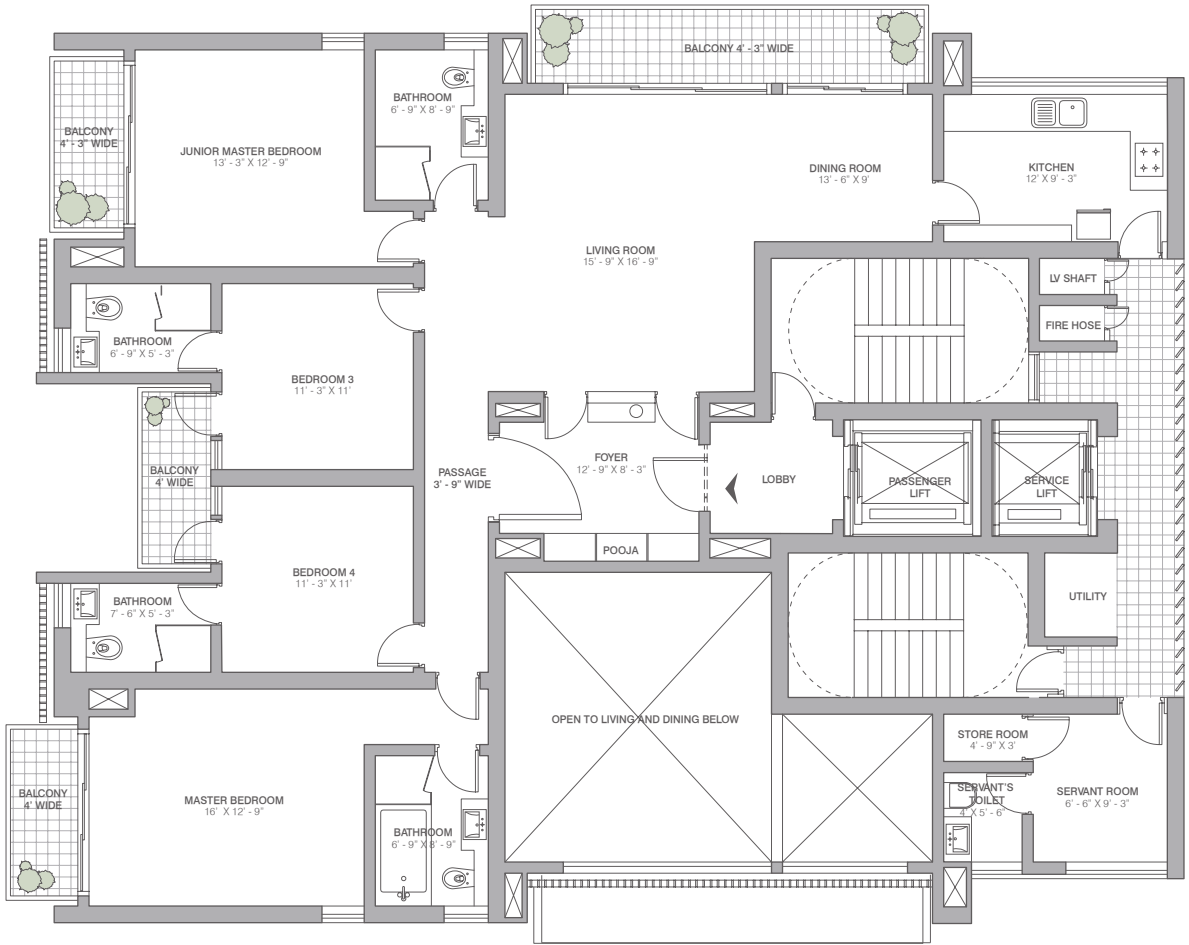 BALCONY 4' - 3" WIDE
BATHROOM
6' - 9" X 8' - 9"
BALCONY
4' - 3" WIDE
JUNIOR MASTER BEDROOM
13' - 3" X 12' - 9"
DINING ROOM
13' - 6" X 9'
KITCHEN
12' X 9' - 3"
LIVING ROOM
15' - 9" X 16' - 9"
LV SHAFT
FIRE HOSE
BATHROOM
6' - 9" X 5' - 3"
BEDROOM 3
11' - 3" X 11'
BALCONY
4' WIDE
PASSAGE
3' - 9" WIDE
FOYER
12' - 9" X 8' - 3"
LOBBY
PASSENGER
LIFT
SERVICE
LIFT
POOJA
BEDROOM 4
11' - 3" X 11'
BATHROOM
7' - 6" X 5' - 3"
UTILITY
OPEN TO LIVING AND DINING BELOW
STORE ROOM
4' - 9" X 3'
SERVANT'S
TOILET
4' X 5' - 6"
SERVANT ROOM
6' - 6" X 9' - 3"
BALCONY
4' WIDE
MASTER BEDROOM
16' X 12' - 9"
BATHROOM
6' - 9" X 8' - 9"